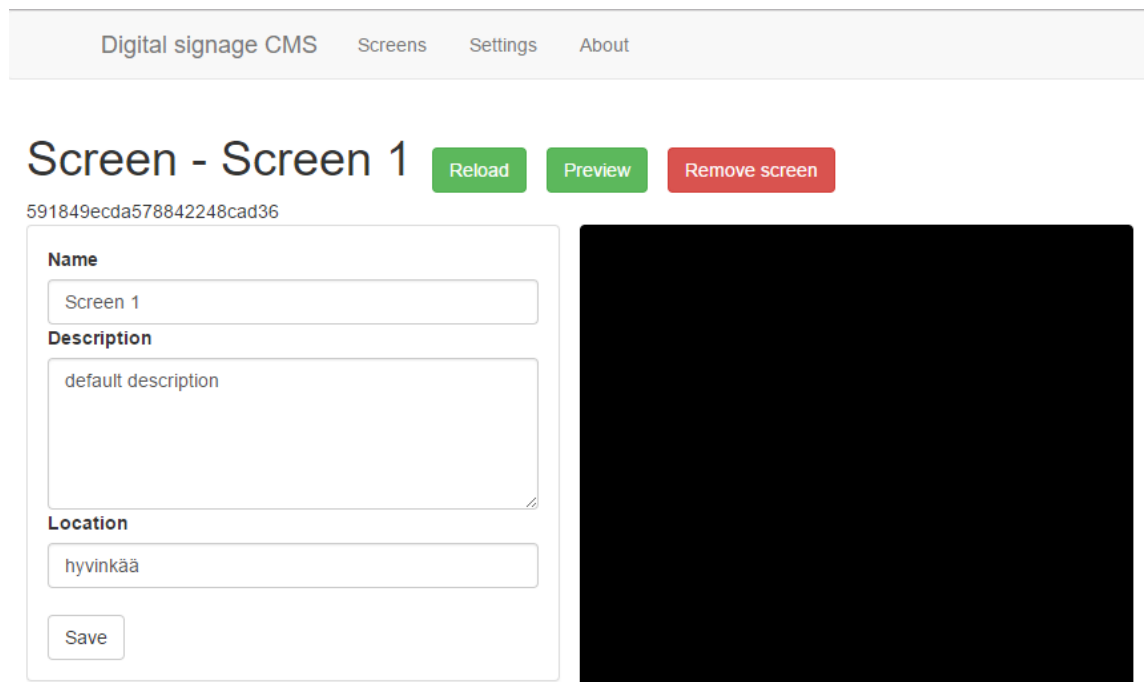 Digital signage CMS Screens Settings About
Screen - Screen 1 Reload Preview Remove screen
591849ecda578842248cad36
Name
Screen 1
Description
default description
Location
hyvinkää
Save